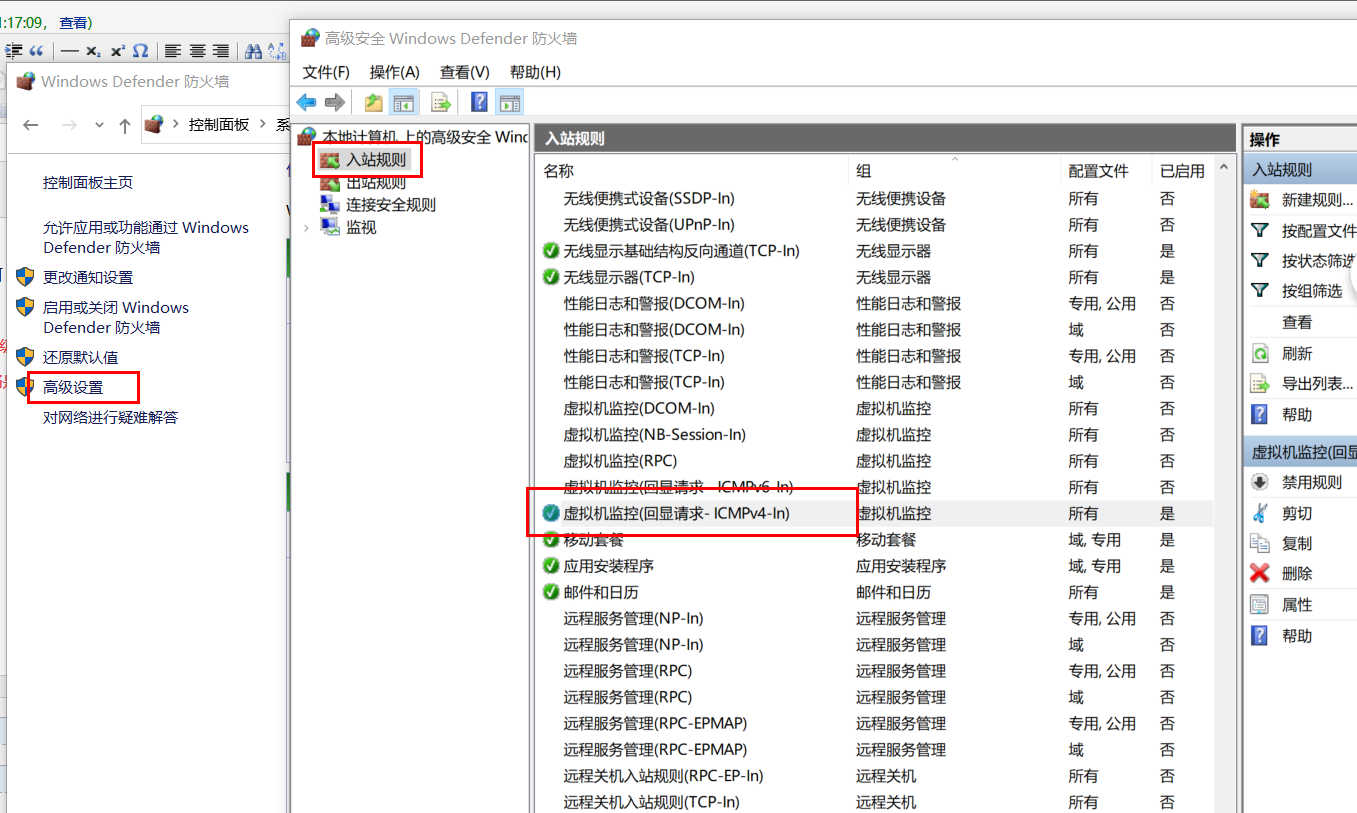 :17:09， 查看)
Windows Defender 防火墙
控制面板
控制面板主页
允许应用或功能通过 Windows
Defender 防火墙
更改通知设置
启用或关闭 Windows
Defender 防火墙
还原默认值
高级设置
对网络进行疑难解答
高级安全 Windows Defender 防火墙
文件(F) 操作(A) 查看(V) 帮助(H)
本地计算机 上的高级安全 Wind
入站规则
出站规则
连接安全规则
监视
入站规则
名称 组 配置文件 已启用
无线便携式设备(SSDP-In) 无线便携设备 所有 否
无线便携式设备(UPnP-In) 无线便携设备 所有 否
无线显示基础结构反向通道(TCP-In) 无线显示器 所有 是
无线显示器(TCP-In) 无线显示器 所有 是
性能日志和警报(DCOM-In) 性能日志和警报 专用, 公用 否
性能日志和警报(DCOM-In) 性能日志和警报 域 否
性能日志和警报(TCP-In) 性能日志和警报 专用, 公用 否
性能日志和警报(TCP-In) 性能日志和警报 域 否
虚拟机监控(DCOM-In) 虚拟机监控 所有 否
虚拟机监控(NB-Session-In) 虚拟机监控 所有 否
虚拟机监控(RPC) 虚拟机监控 所有 否
虚拟机监控(回显请求- ICMPv6-In) 虚拟机监控 所有 否
虚拟机监控(回显请求- ICMPv4-In) 虚拟机监控 所有 是
移动套餐 移动套餐 域, 专用 是
应用安装程序 应用安装程序 域, 专用 是
邮件和日历 邮件和日历 所有 是
远程服务管理(NP-In) 远程服务管理 专用, 公用 否
远程服务管理(NP-In) 远程服务管理 域 否
远程服务管理(RPC) 远程服务管理 专用, 公用 否
远程服务管理(RPC) 远程服务管理 域 否
远程服务管理(RPC-EPMAP) 远程服务管理 专用, 公用 否
远程服务管理(RPC-EPMAP) 远程服务管理 域 否
远程关机入站规则(RPC-EP-In) 远程关机 所有 否
远程关机入站规则(TCP-In) 远程关机 所有 否
操作
入站规则
新建规则...
按配置文件
按状态筛选
按组筛选
查看
刷新
导出列表...
帮助
虚拟机监控(回显
禁用规则
剪切
复制
删除
属性
帮助